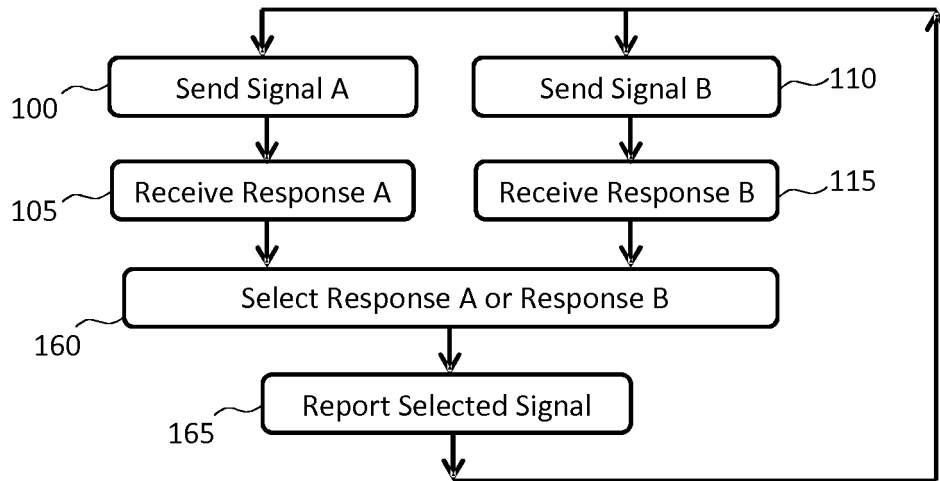 Send Signal A
100
Send Signal B
110
Receive Response A
105
Receive Response B
115
Select Response A or Response B
160
Report Selected Signal
165